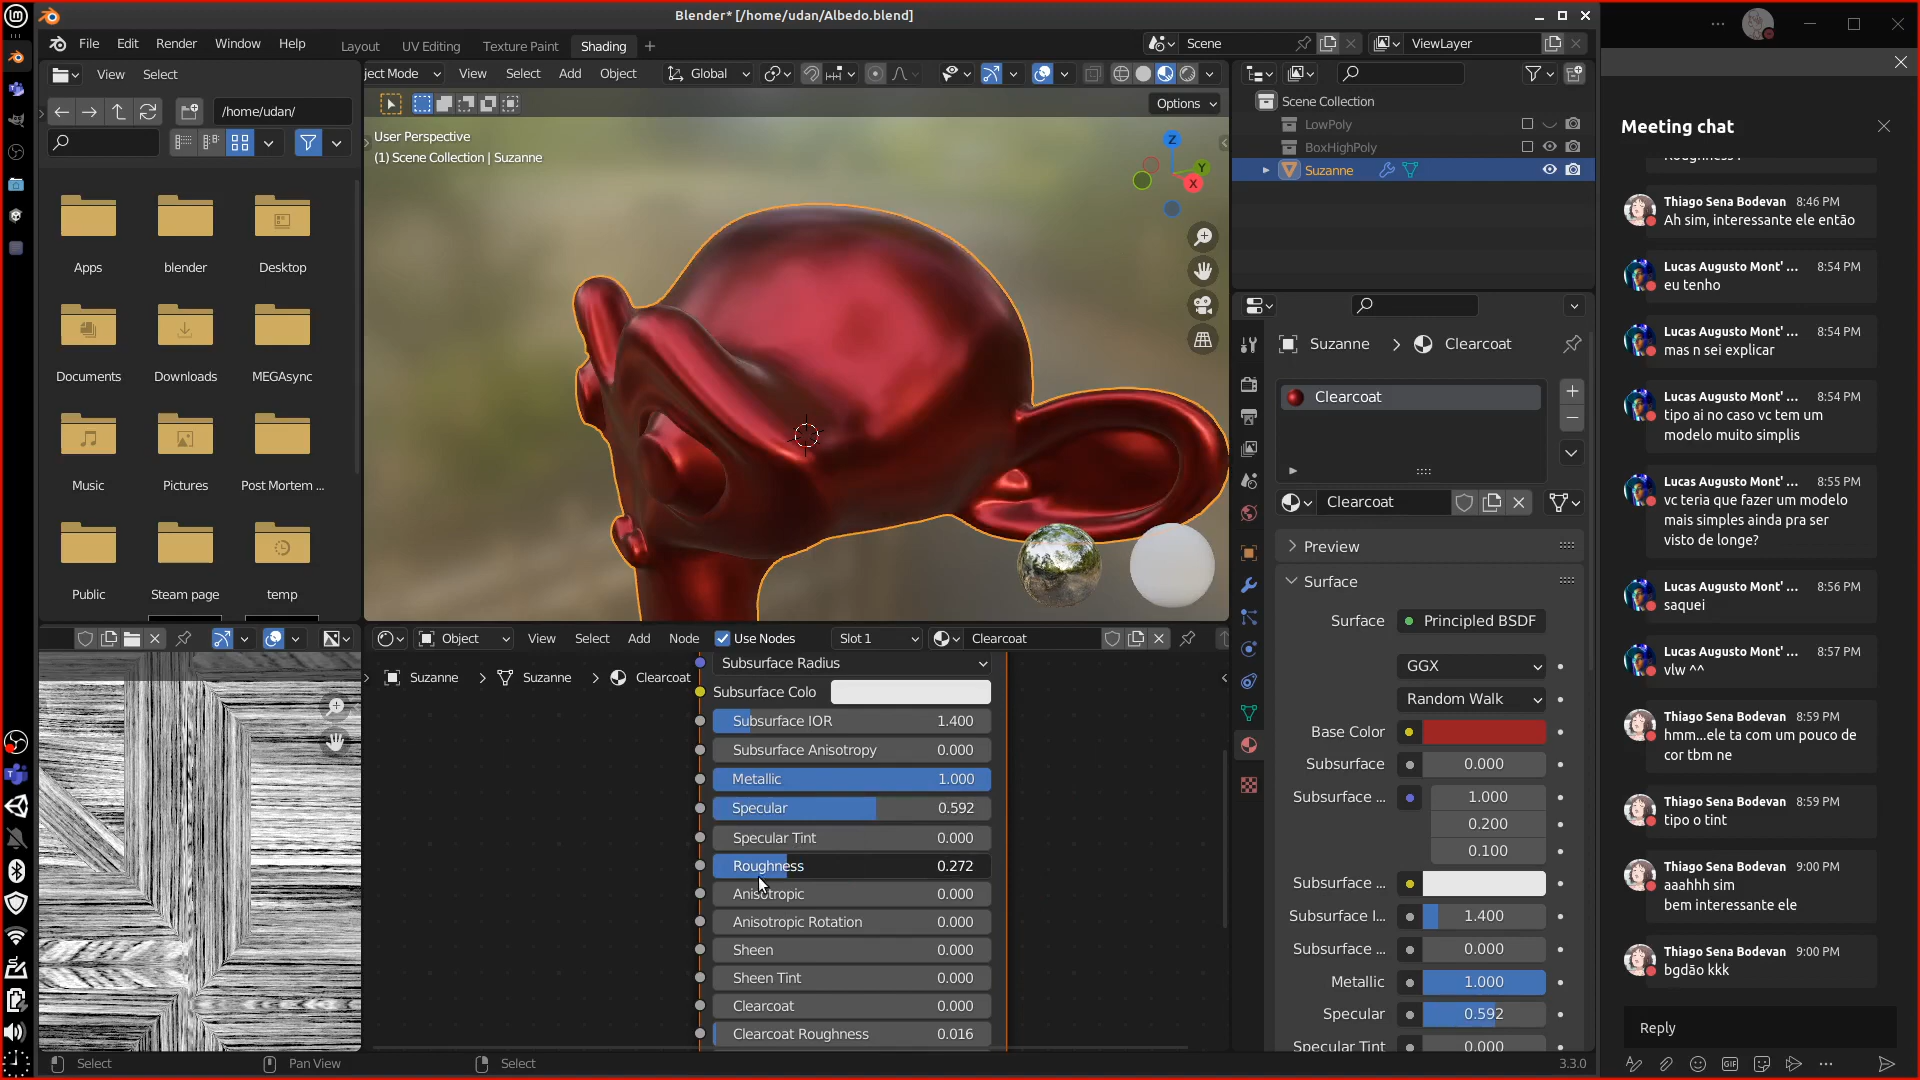 Blender* [/home/udan/Albedo.blend]
File Edit Render Window Help
Layout UV Editing Texture Paint Shading
Scene
ViewLayer
View Select
/home/udan/
Apps blender Desktop
Documents Downloads MEGAsync
Music Pictures Post Mortem ...
Public Steam page temp
ject Mode View Select Add Object Global
Options
User Perspective
(1) Scene Collection | Suzanne
Z
Y
X
Scene Collection
LowPoly
BoxHighPoly
Suzanne
Suzanne > Clearcoat
Clearcoat
Clearcoat
Preview
Surface
Surface Principled BSDF
GGX
Random Walk
Base Color
Subsurface 0.000
Subsurface ... 1.000
0.200
0.100
Subsurface ...
Subsurface I... 1.400
Subsurface ... 0.000
Metallic 1.000
Specular 0.592
Specular Tint 0.000
Object View Select Add Node Use Nodes Slot 1 Clearcoat
Suzanne > Suzanne > Clearcoat
Subsurface Radius
Subsurface Colo
Subsurface IOR 1.400
Subsurface Anisotropy 0.000
Metallic 1.000
Specular 0.592
Specular Tint 0.000
Roughness 0.272
Anisotropic 0.000
Anisotropic Rotation 0.000
Sheen 0.000
Sheen Tint 0.000
Clearcoat 0.000
Clearcoat Roughness 0.016
Select Pan View Select 3.3.0
Meeting chat
Thiago Sena Bodevan 8:46 PM
Ah sim, interessante ele então
Lucas Augusto Mont' ... 8:54 PM
eu tenho
Lucas Augusto Mont' ... 8:54 PM
mas n sei explicar
Lucas Augusto Mont' ... 8:54 PM
tipo ai no caso vc tem um
modelo muito simplis
Lucas Augusto Mont' ... 8:55 PM
vc teria que fazer um modelo
mais simples ainda pra ser
visto de longe?
Lucas Augusto Mont' ... 8:56 PM
saquei
Lucas Augusto Mont' ... 8:57 PM
vlw ^^
Thiago Sena Bodevan 8:59 PM
hmm...ele ta com um pouco de
cor tbm ne
Thiago Sena Bodevan 8:59 PM
tipo o tint
Thiago Sena Bodevan 9:00 PM
aaahhh sim
bem interessante ele
Thiago Sena Bodevan 9:00 PM
bgdão kkk
Reply
GIF